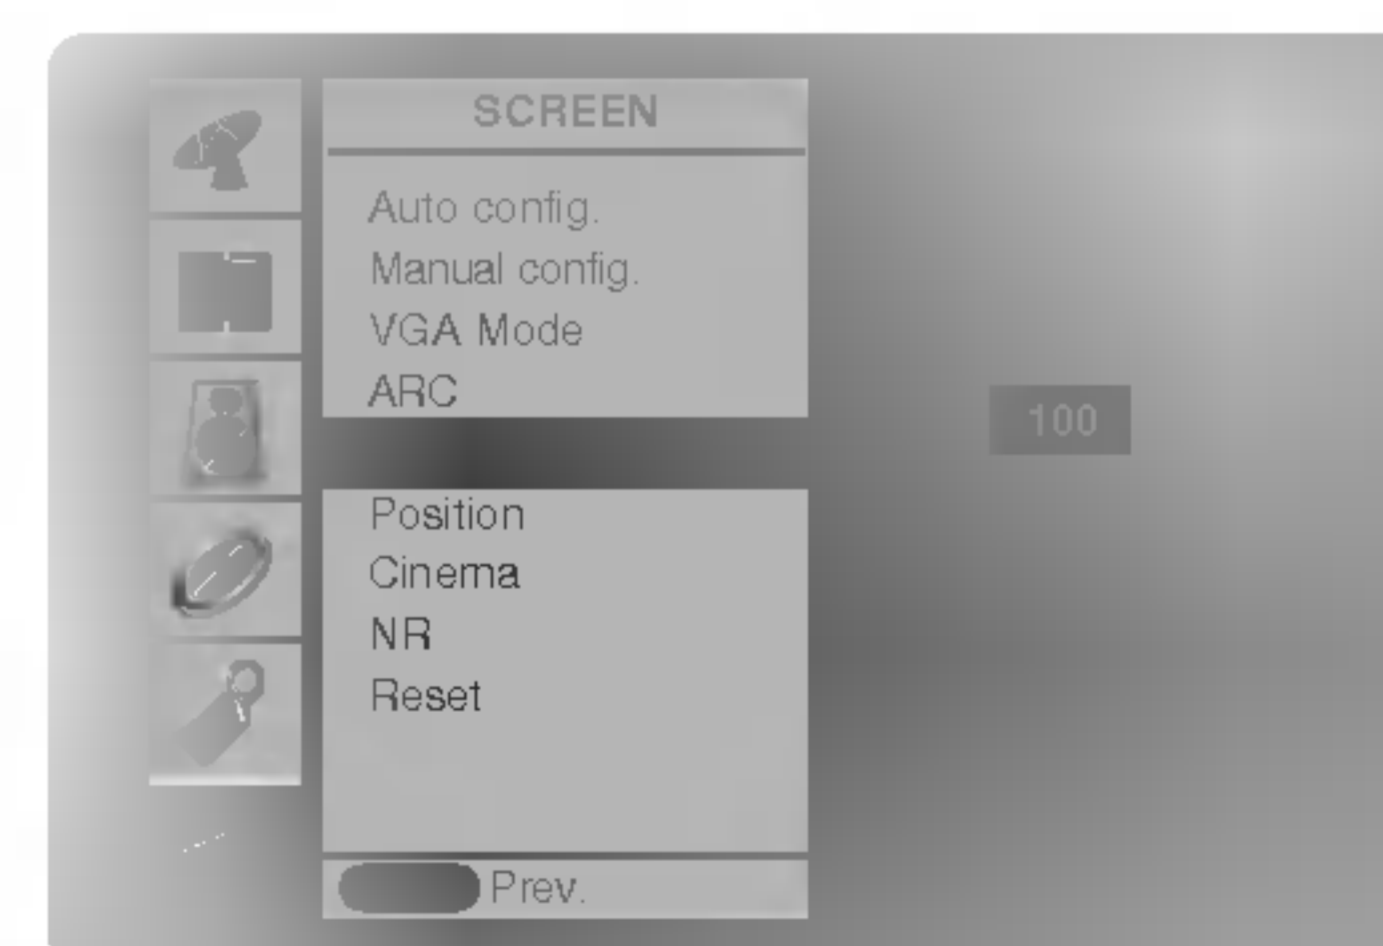 SCREEN
Auto config.
Manual config.
VGA Mode
ARC
100
Position
Cinema
NR
Reset
Prev.